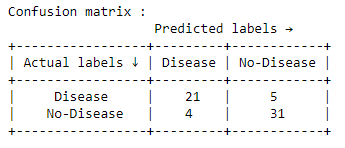 Confusion matrix :
                      Predicted labels →
+-----------------+---------+------------+
| Actual labels ↓ | Disease | No-Disease |
+-----------------+---------+------------+
|     Disease     |   21    |     5      |
|    No-Disease   |   4     |     31     |
+-----------------+---------+------------+